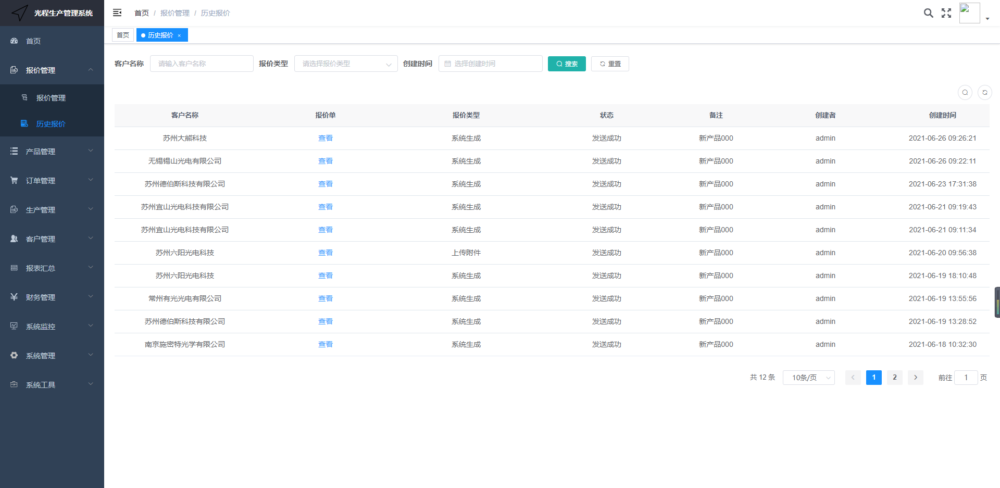 光程生产管理系统
首页 / 报价管理 / 历史报价
首页
历史报价 ×
首页
报价管理
报价管理
历史报价
产品管理
订单管理
生产管理
客户管理
报表汇总
财务管理
系统监控
系统管理
系统工具
客户名称 请输入客户名称 报价类型 请选择报价类型 创建时间 选择创建时间 搜索 重置
客户名称 报价单 报价类型 状态 备注 创建者 创建时间
苏州大熊科技 查看 系统生成 发送成功 新产品000 admin 2021-06-26 09:26:21
无锡锡山光电有限公司 查看 系统生成 发送成功 新产品000 admin 2021-06-26 09:22:11
苏州德伯斯科技有限公司 查看 系统生成 发送成功 新产品000 admin 2021-06-23 17:31:38
苏州宜山光电科技有限公司 查看 系统生成 发送成功 新产品000 admin 2021-06-21 09:19:43
苏州宜山光电科技有限公司 查看 系统生成 发送成功 新产品000 admin 2021-06-21 09:11:34
苏州六阳光电科技 查看 上传附件 发送成功 新产品000 admin 2021-06-20 09:56:38
苏州六阳光电科技 查看 系统生成 发送成功 新产品000 admin 2021-06-19 18:10:48
常州有光光电有限公司 查看 系统生成 发送成功 新产品000 admin 2021-06-19 13:55:56
苏州德伯斯科技有限公司 查看 系统生成 发送成功 新产品000 admin 2021-06-19 13:28:52
南京施密特光学有限公司 查看 系统生成 发送成功 新产品000 admin 2021-06-18 10:32:30
共 12 条 10条/页 1 2 前往 1 页